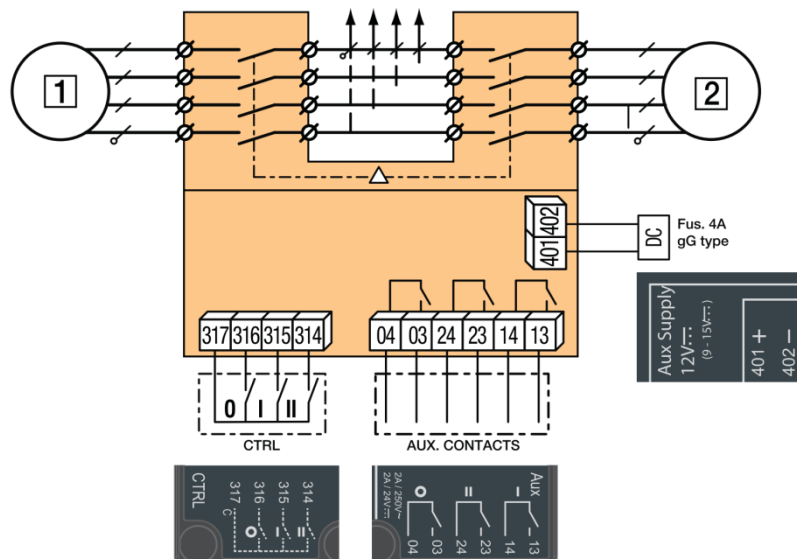 1
2
402
401
DC
Fus. 4A
gG type
317 316 315 314
04 03 24 23 14 13
0 I II
CTRL
AUX. CONTACTS
Aux Supply
12V⎓
(9 - 15V⎓)
401 +
402 −
CTRL
317 C
316
315
314
O I II
2A / 250V~
2A / 24V⎓
Aux
O II I
04 03 24 23 14 13